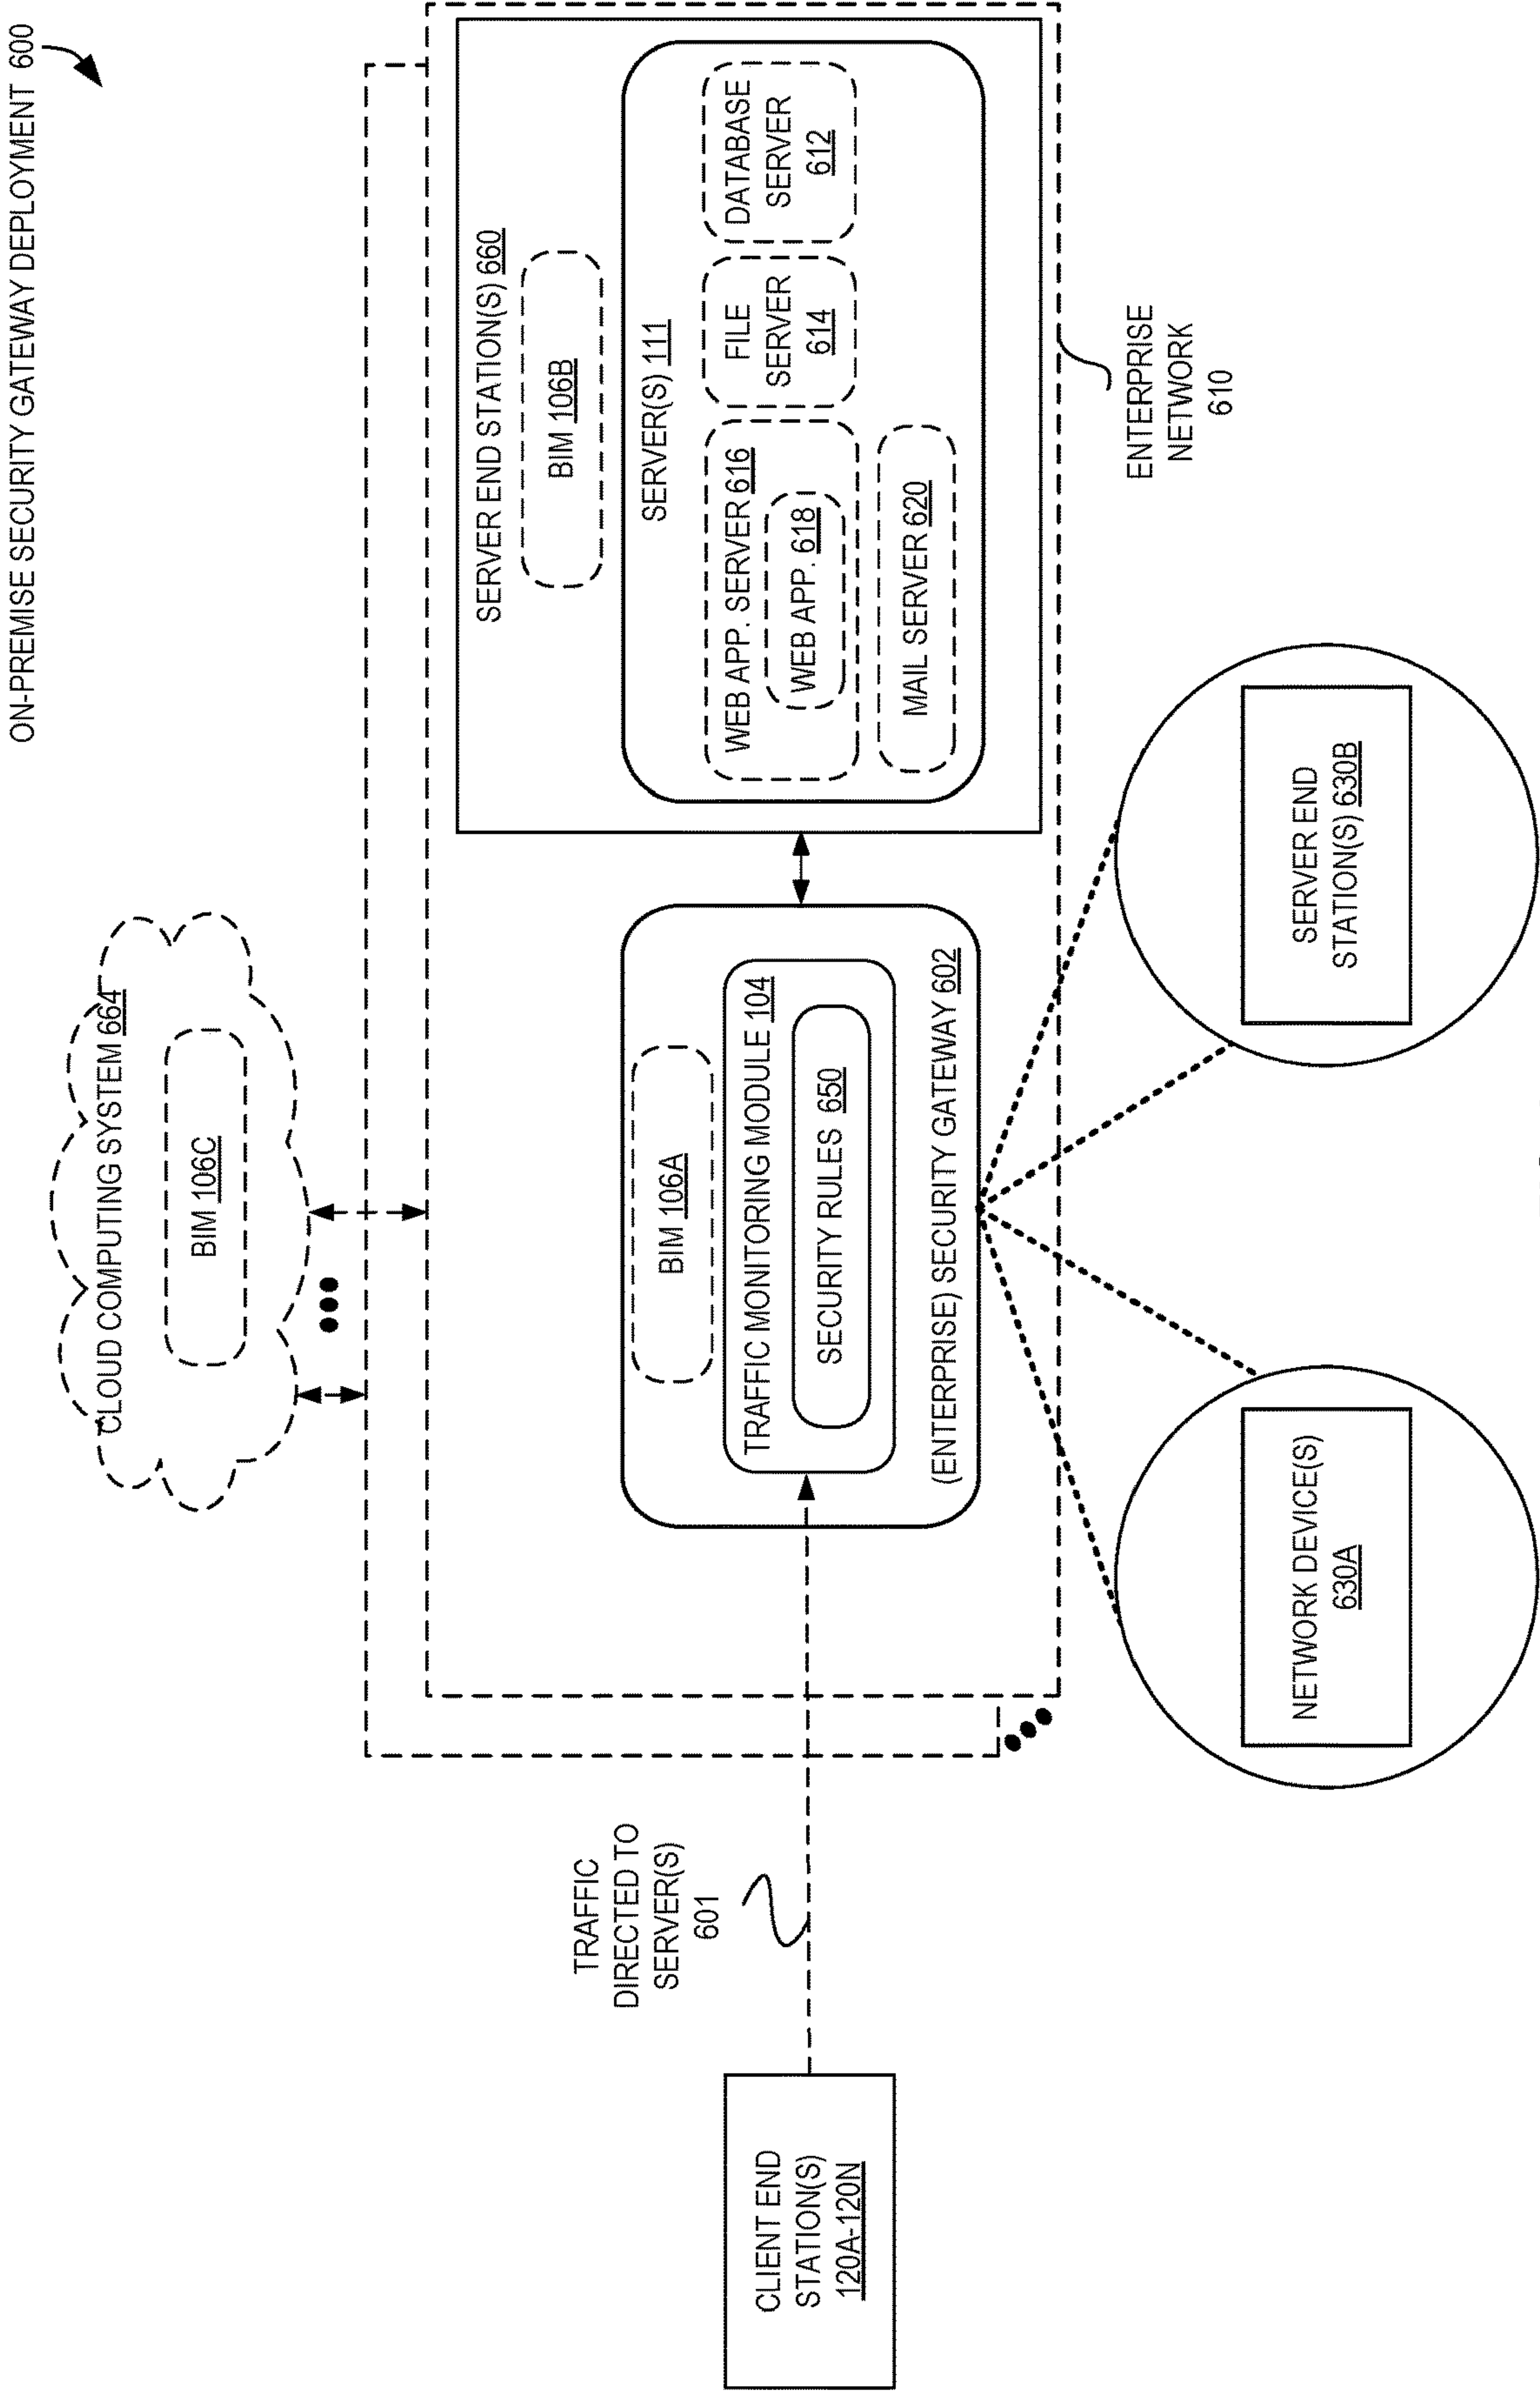 ON-PREMISE SECURITY GATEWAY DEPLOYMENT 600
CLOUD COMPUTING SYSTEM 664
BIM 106C
TRAFFIC
DIRECTED TO
SERVER(S)
601
CLIENT END
STATION(S)
120A-120N
BIM 106A
TRAFFIC MONITORING MODULE 104
SECURITY RULES 650
(ENTERPRISE) SECURITY GATEWAY 602
SERVER END STATION(S) 660
BIM 106B
SERVER(S) 111
WEB APP. SERVER 616
WEB APP. 618
FILE
SERVER
614
DATABASE
SERVER
612
MAIL SERVER 620
ENTERPRISE
NETWORK
610
NETWORK DEVICE(S)
630A
SERVER END
STATION(S) 630B